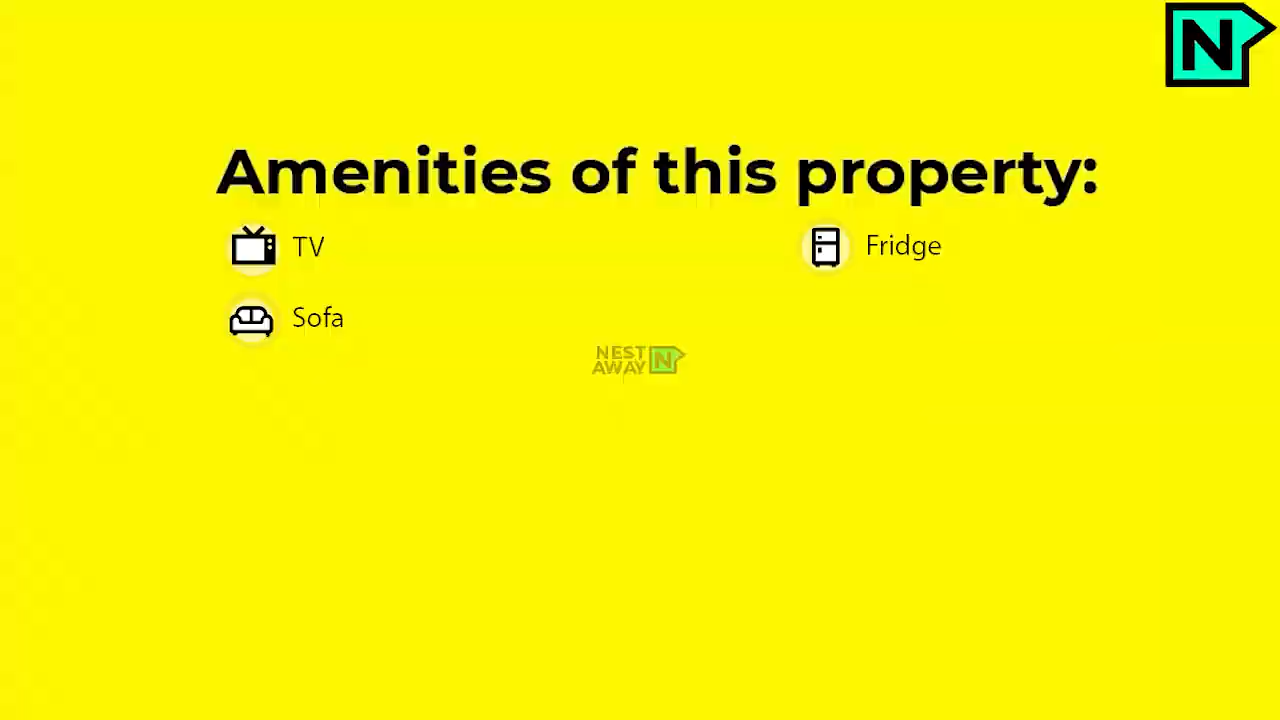 N
Amenities of this property:
TV
Fridge
Sofa
NEST
AWAY N